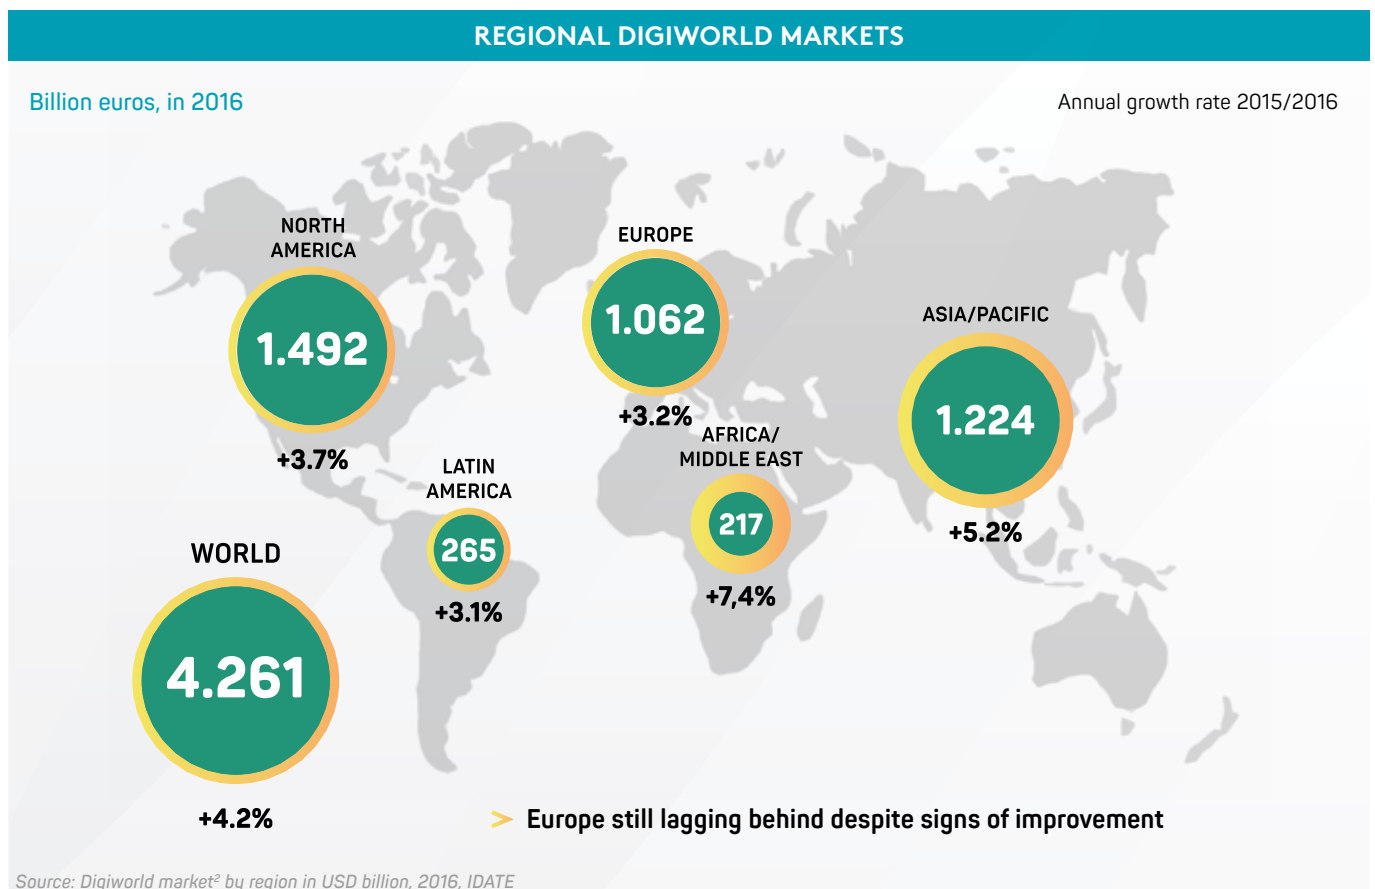 REGIONAL DIGIWORLD MARKETS
Billion euros, in 2016
Annual growth rate 2015/2016
NORTH
AMERICA
1.492
+3.7%
EUROPE
1.062
+3.2%
ASIA/PACIFIC
1.224
+5.2%
AFRICA/
MIDDLE EAST
217
+7,4%
LATIN
AMERICA
265
+3.1%
WORLD
4.261
+4.2%
> Europe still lagging behind despite signs of improvement
Source: Digiworld market² by region in USD billion, 2016, IDATE